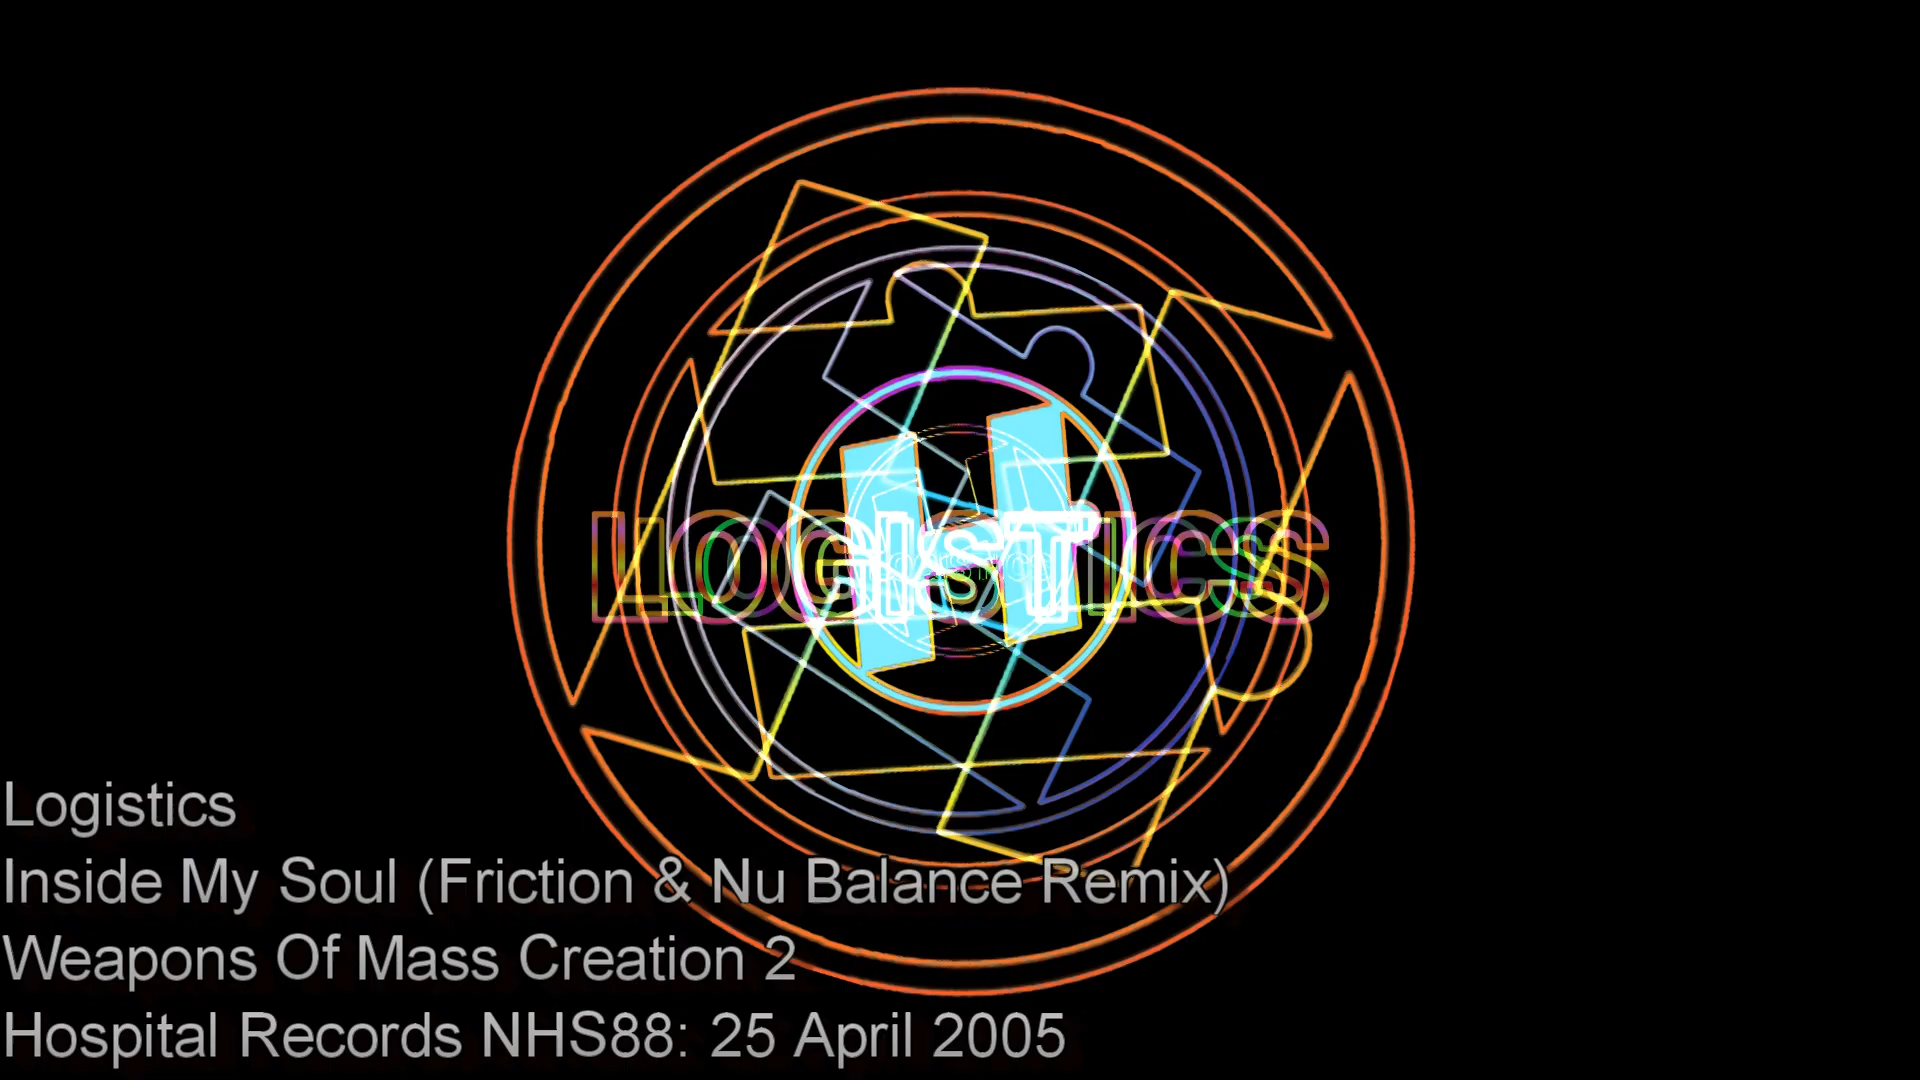 LOGISTICS
Logistics
Inside My Soul (Friction & Nu Balance Remix)
Weapons Of Mass Creation 2
Hospital Records NHS88: 25 April 2005